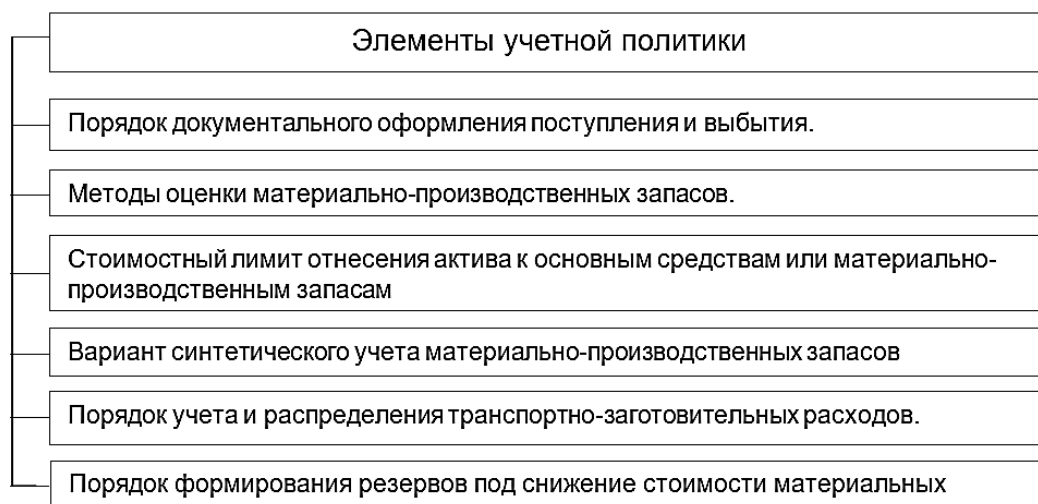 Элементы учетной политики
Порядок документального оформления поступления и выбытия.
Методы оценки материально-производственных запасов.
Стоимостный лимит отнесения актива к основным средствам или материально-
производственным запасам
Вариант синтетического учета материально-производственных запасов
Порядок учета и распределения транспортно-заготовительных расходов.
Порядок формирования резервов под снижение стоимости материальных